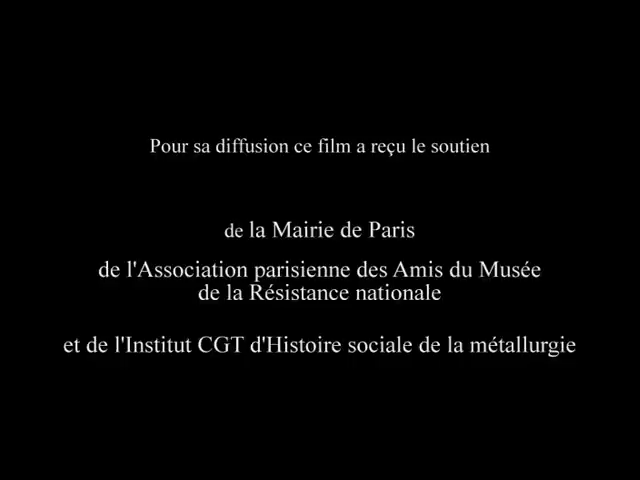 Pour sa diffusion ce film a reçu le soutien
de la Mairie de Paris
de l'Association parisienne des Amis du Musée
de la Résistance nationale
et de l'Institut CGT d'Histoire sociale de la métallurgie